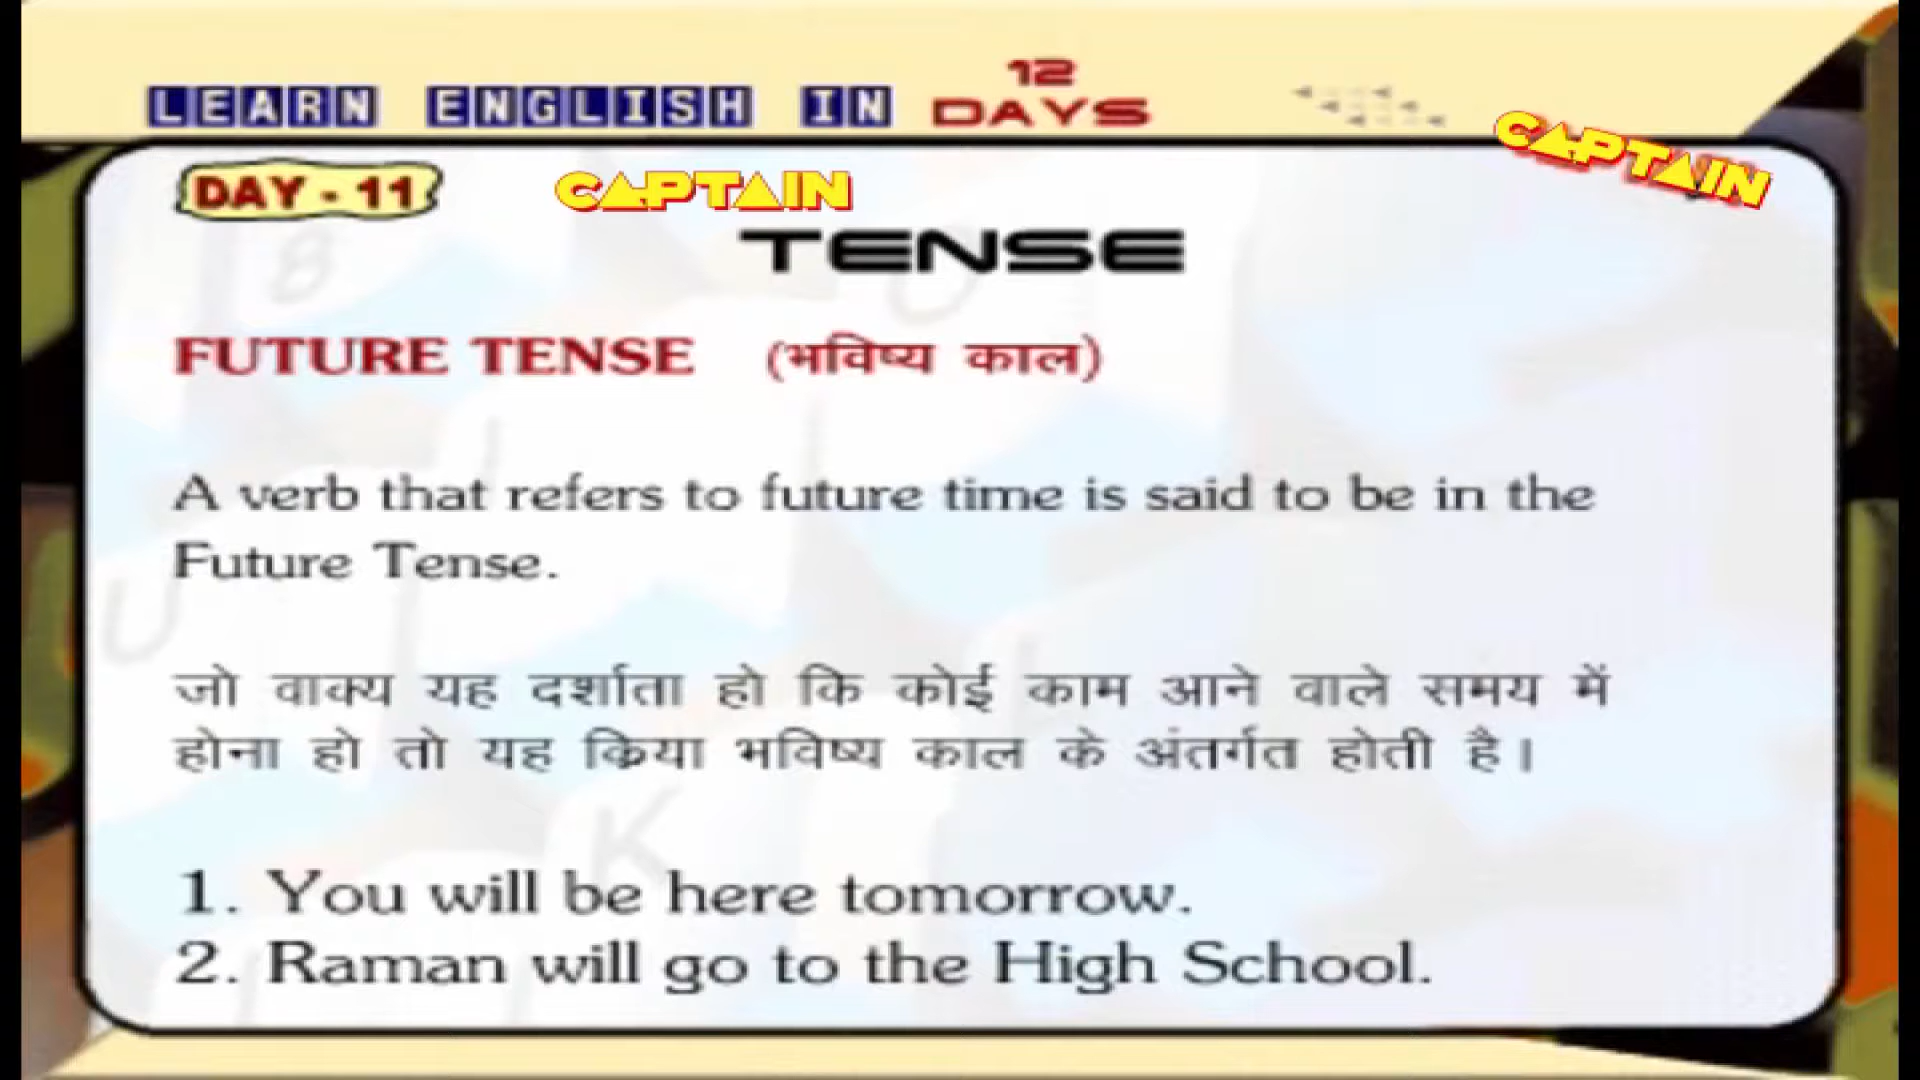 LEARN ENGLISH IN 12 DAYS
CAPTAIN
DAY - 11
CAPTAIN
TENSE
FUTURE TENSE (भविष्य काल)
A verb that refers to future time is said to be in the
Future Tense.
जो वाक्य यह दर्शाता हो कि कोई काम आने वाले समय में
होना हो तो यह क्रिया भविष्य काल के अंतर्गत होती है।
1. You will be here tomorrow.
2. Raman will go to the High School.